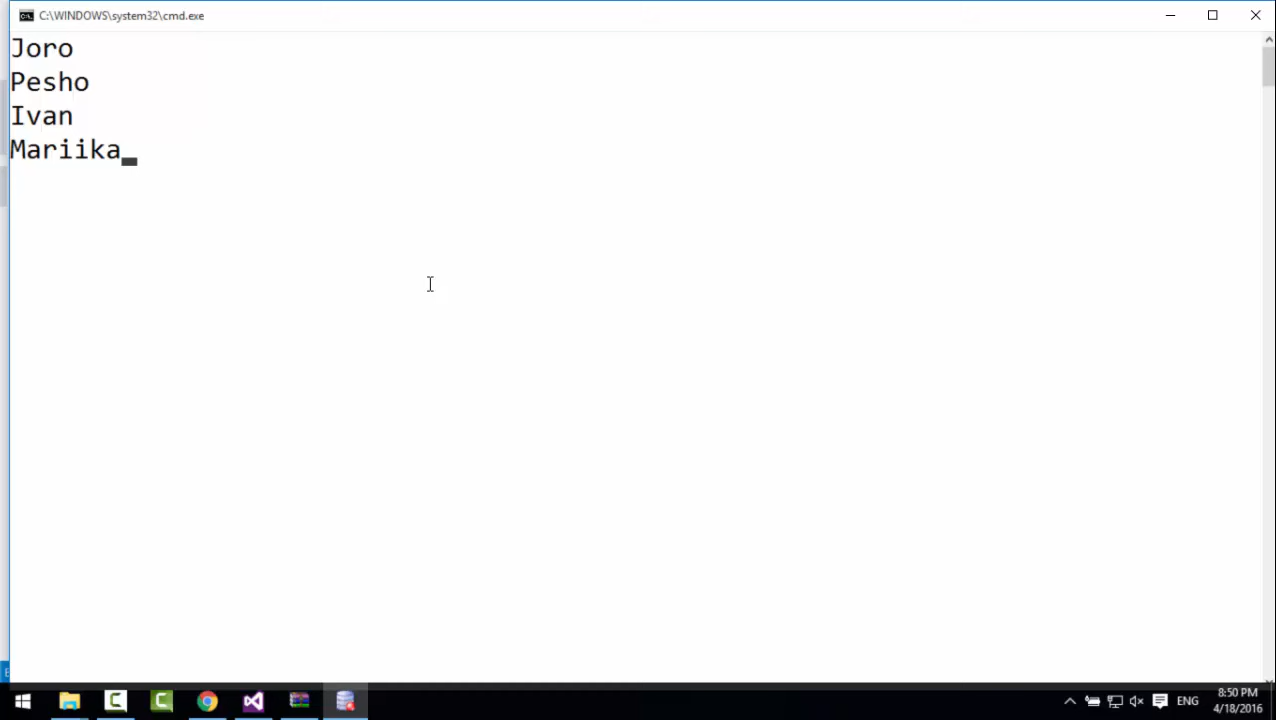 C:\WINDOWS\system32\cmd.exe
Joro
Pesho
Ivan
Mariika
ENG
8:50 PM
4/18/2016